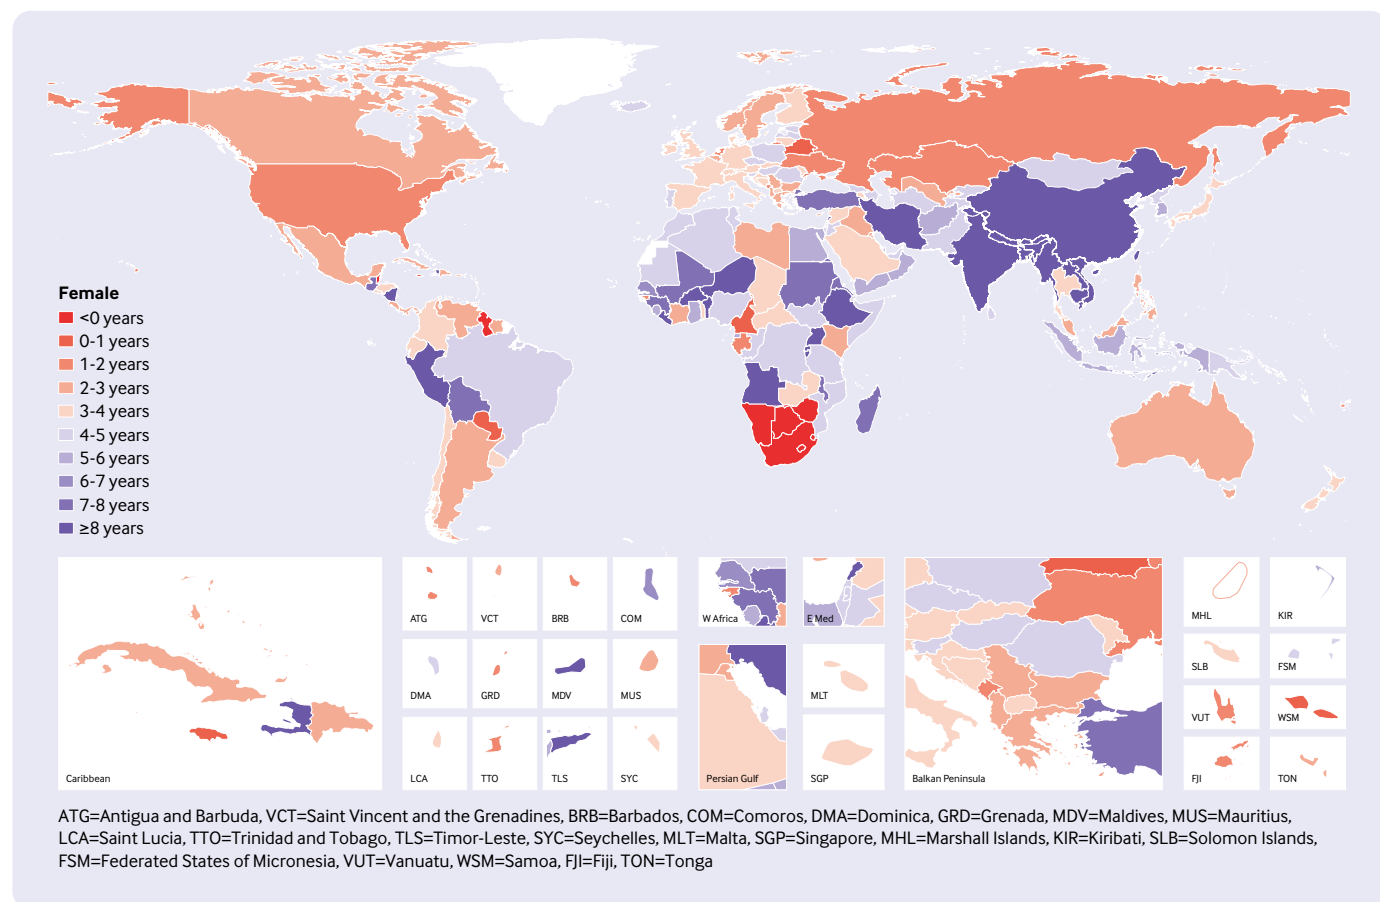 Female
<0 years
0-1 years
1-2 years
2-3 years
3-4 years
4-5 years
5-6 years
6-7 years
7-8 years
≥8 years
ATG
VCT
BRB
COM
W Africa
E Med
MHL
KIR
DMA
GRD
MDV
MUS
MLT
SLB
FSM
VUT
WSM
Caribbean
LCA
TTO
TLS
SYC
Persian Gulf
SGP
Balkan Peninsula
FJI
TON
ATG=Antigua and Barbuda, VCT=Saint Vincent and the Grenadines, BRB=Barbados, COM=Comoros, DMA=Dominica, GRD=Grenada, MDV=Maldives, MUS=Mauritius,
LCA=Saint Lucia, TTO=Trinidad and Tobago, TLS=Timor-Leste, SYC=Seychelles, MLT=Malta, SGP=Singapore, MHL=Marshall Islands, KIR=Kiribati, SLB=Solomon Islands,
FSM=Federated States of Micronesia, VUT=Vanuatu, WSM=Samoa, FJI=Fiji, TON=Tonga